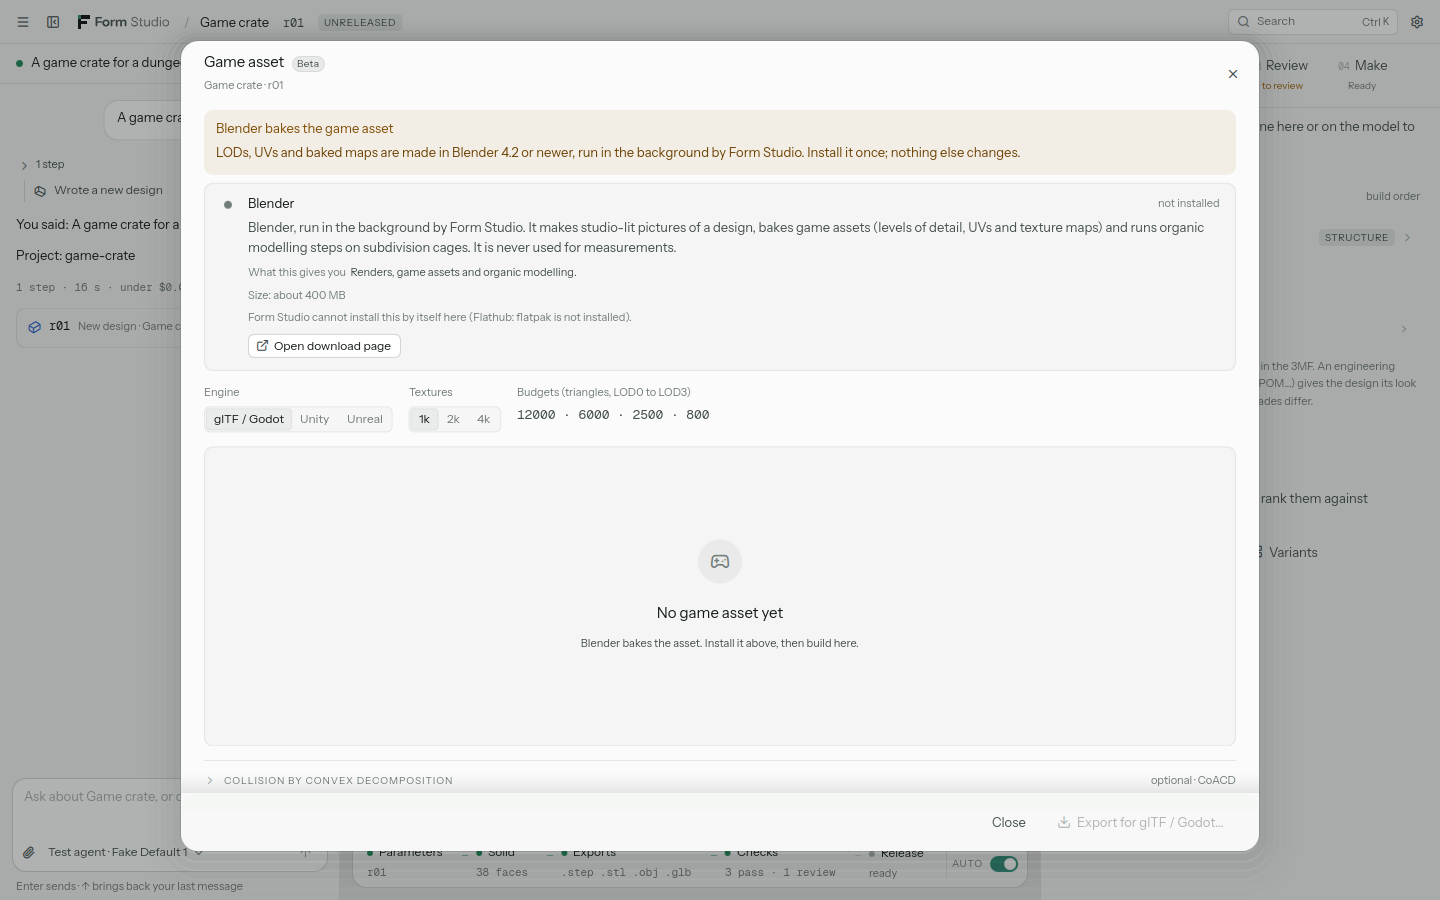 Form Studio / Game crate r01 UNRELEASED
Search Ctrl K
A game crate for a dunge
Review
to review
04 Make
Ready
A game cra
1 step
Wrote a new design
You said: A game crate for a
Project: game-crate
1 step · 16 s · under $0.0
r01 New design · Game c
Game asset Beta
Game crate · r01
Blender bakes the game asset
LODs, UVs and baked maps are made in Blender 4.2 or newer, run in the background by Form Studio. Install it once; nothing else changes.
Blender
not installed
Blender, run in the background by Form Studio. It makes studio-lit pictures of a design, bakes game assets (levels of detail, UVs and texture maps) and runs organic
modelling steps on subdivision cages. It is never used for measurements.
What this gives you Renders, game assets and organic modelling.
Size: about 400 MB
Form Studio cannot install this by itself here (Flathub: flatpak is not installed).
Open download page
Engine
glTF / Godot Unity Unreal
Textures
1k 2k 4k
Budgets (triangles, LOD0 to LOD3)
12000 · 6000 · 2500 · 800
No game asset yet
Blender bakes the asset. Install it above, then build here.
COLLISION BY CONVEX DECOMPOSITION
optional · CoACD
Close
Export for glTF / Godot...
ne here or on the model to
build order
STRUCTURE
in the 3MF. An engineering
POM...) gives the design its look
ades differ.
rank them against
Variants
Ask about Game crate, or c
Test agent · Fake Default 1
Enter sends · ↑ brings back your last message
Parameters
r01
Solid
38 faces
Exports
.step .stl .obj .glb
Checks
3 pass · 1 review
Release
ready
AUTO